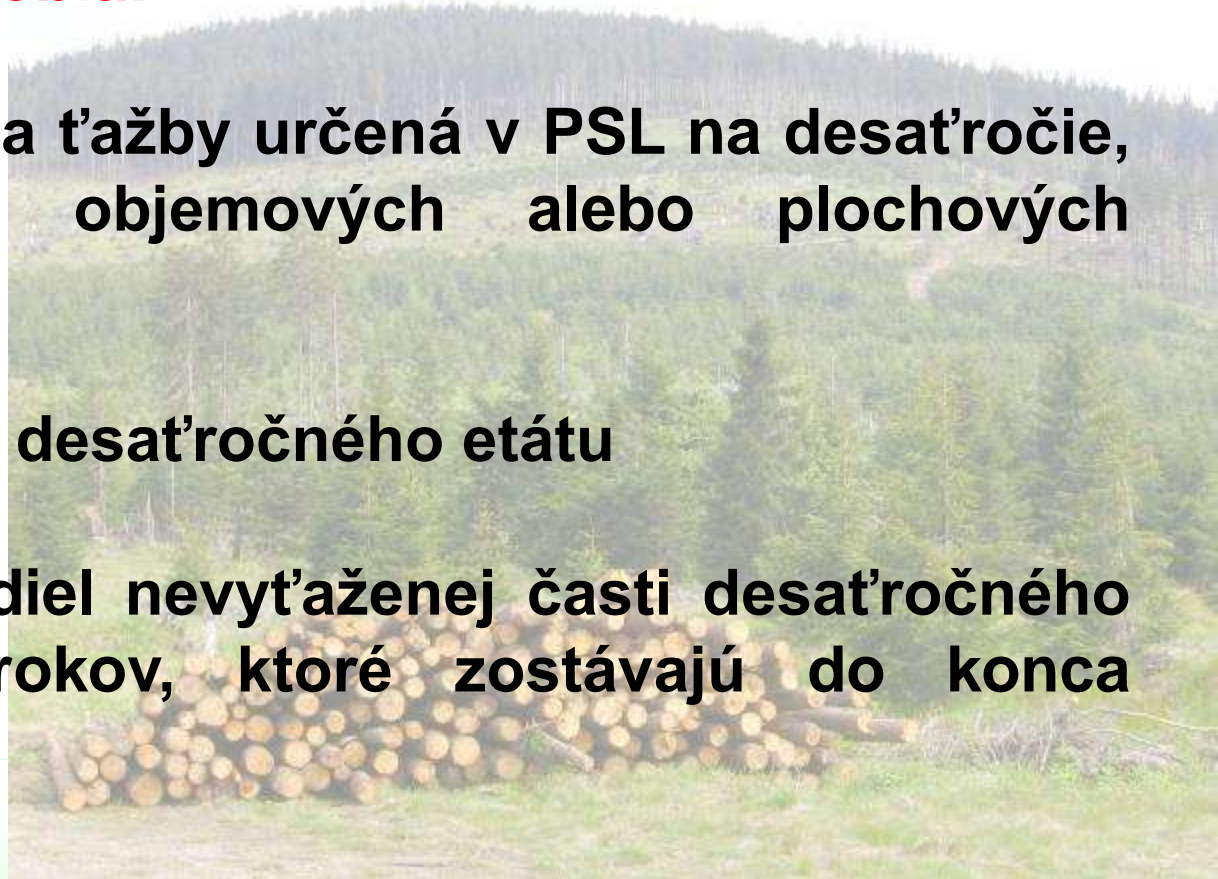 a ťažby určená v PSL na desaťročie,
objemových alebo plochových
desaťročného etátu
diel nevyťaženej časti desaťročného
rokov, ktoré zostávajú do konca